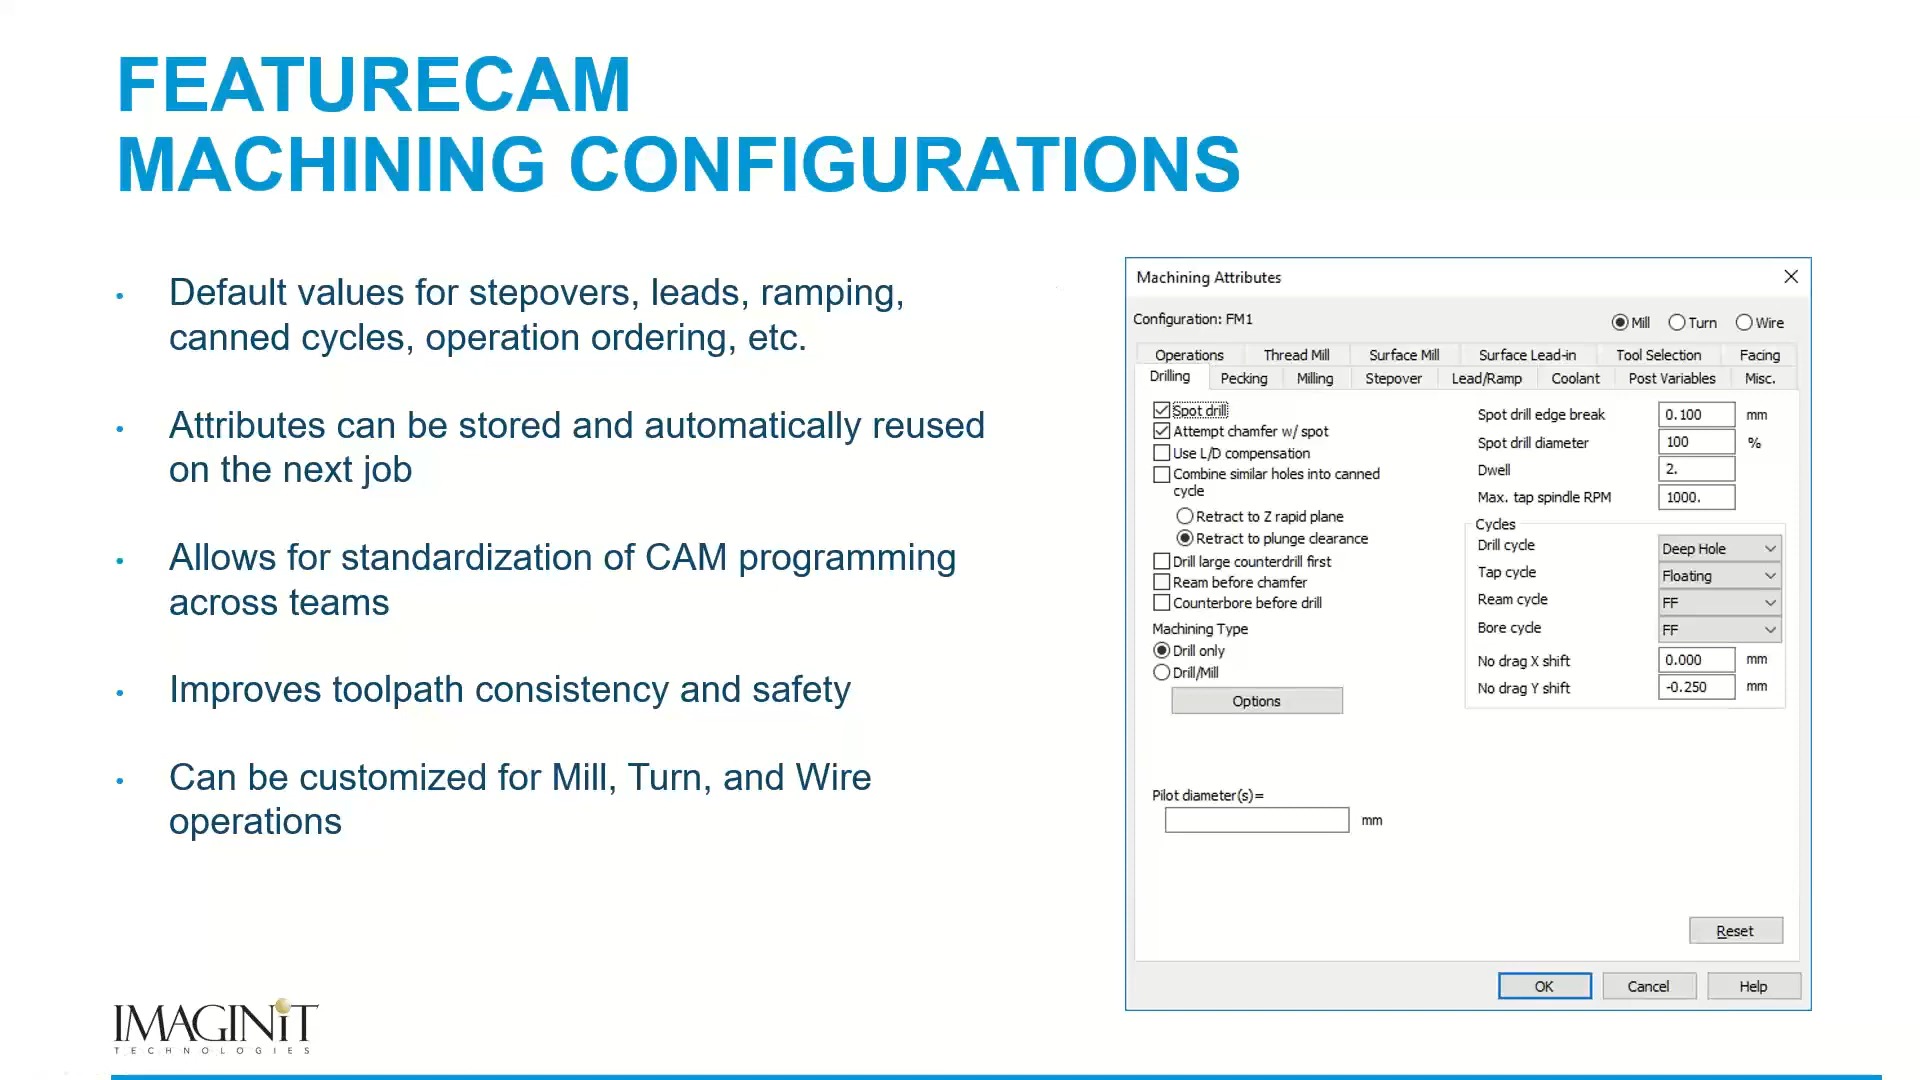 FEATURECAM
MACHINING CONFIGURATIONS
• Default values for stepovers, leads, ramping,
canned cycles, operation ordering, etc.
• Attributes can be stored and automatically reused
on the next job
• Allows for standardization of CAM programming
across teams
• Improves toolpath consistency and safety
• Can be customized for Mill, Turn, and Wire
operations
Machining Attributes
Configuration: FM1
Mill Turn Wire
Operations Thread Mill Surface Mill Surface Lead-in Tool Selection Facing
Drilling Pecking Milling Stepover Lead/Ramp Coolant Post Variables Misc.
Spot drill
Attempt chamfer w/ spot
Use L/D compensation
Combine similar holes into canned
cycle
Retract to Z rapid plane
Retract to plunge clearance
Drill large counterdrill first
Ream before chamfer
Counterbore before drill
Machining Type
Drill only
Drill/Mill
Options
Pilot diameter(s)=
mm
Spot drill edge break 0.100 mm
Spot drill diameter 100 %
Dwell 2.
Max. tap spindle RPM 1000.
Cycles
Drill cycle Deep Hole
Tap cycle Floating
Ream cycle FF
Bore cycle FF
No drag X shift 0.000 mm
No drag Y shift -0.250 mm
Reset
OK Cancel Help
IMAGINiT
TECHNOLOGIES